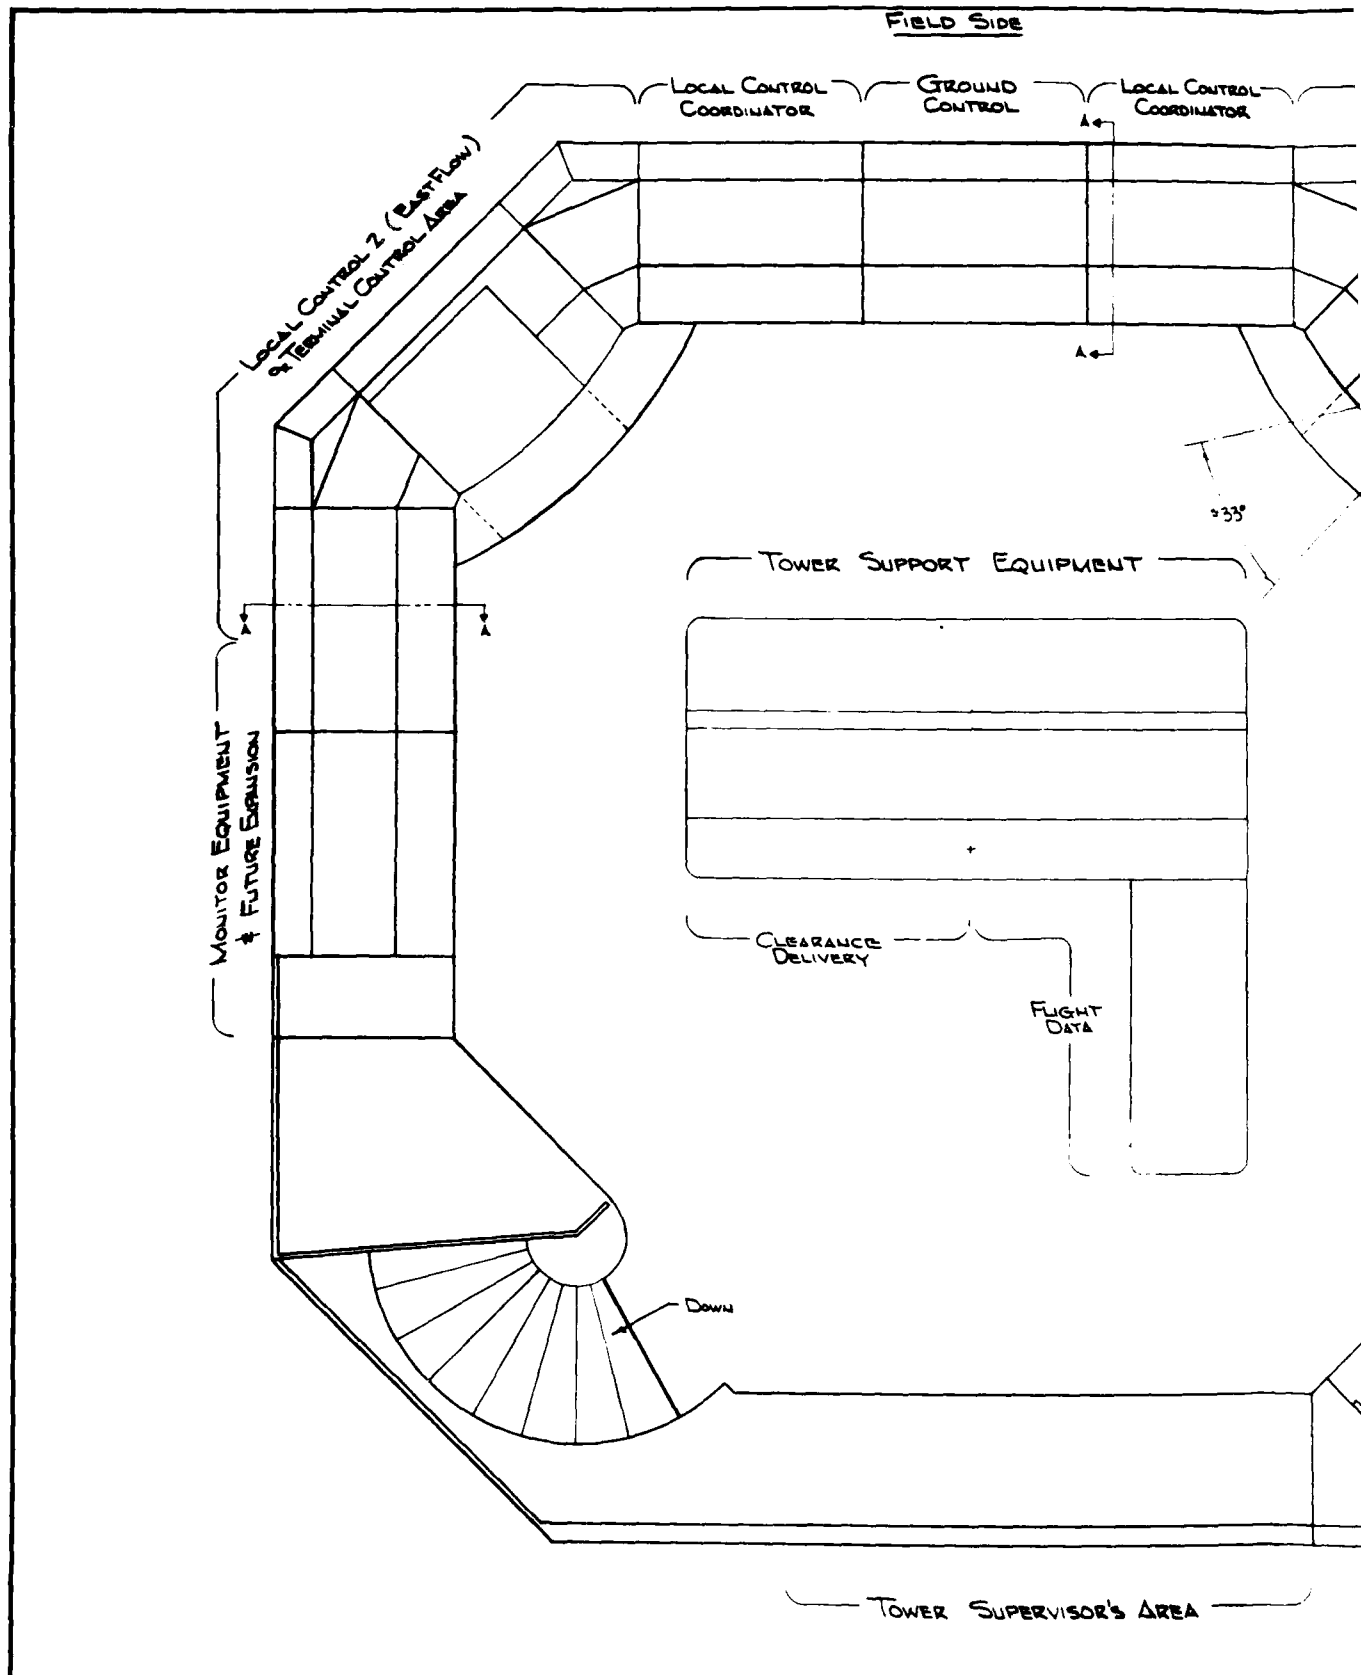 FIELD SIDE
LOCAL CONTROL
COORDINATOR
GROUND
CONTROL
LOCAL CONTROL
COORDINATOR
A
A
LOCAL CONTROL 2 (EAST FLOW)
OR TERMINAL CONTROL AREA
≈33°
TOWER SUPPORT EQUIPMENT
A
A
MONITOR EQUIPMENT
& FUTURE EXPANSION
CLEARANCE
DELIVERY
FLIGHT
DATA
DOWN
TOWER SUPERVISOR'S AREA